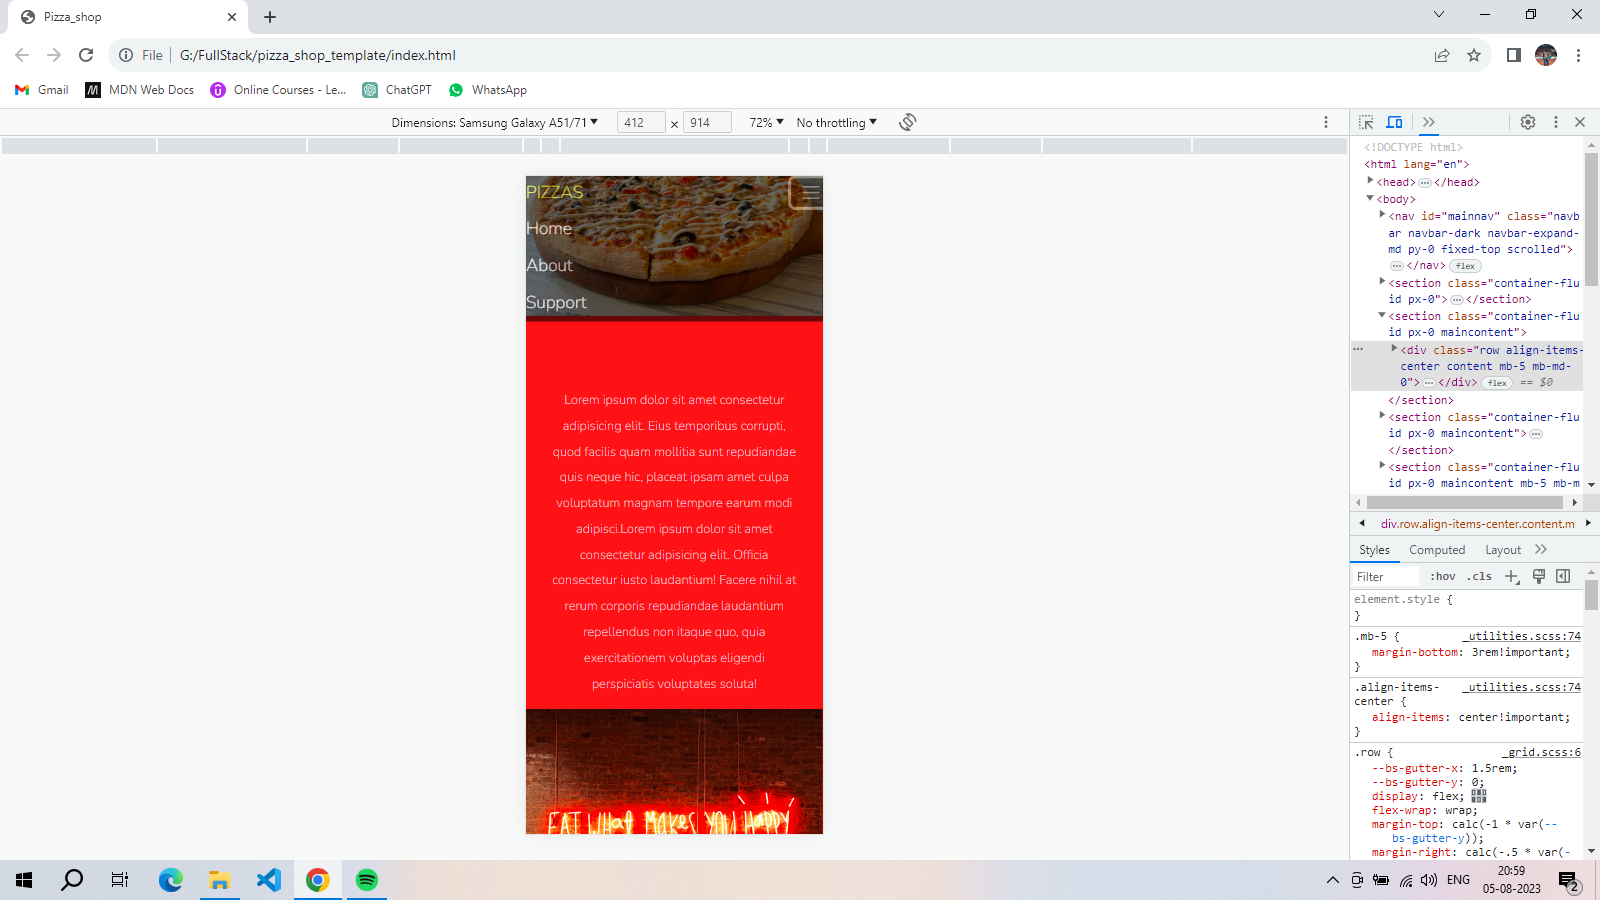 Pizza_shop
File
G:/FullStack/pizza_shop_template/index.html
Gmail
MDN Web Docs
Online Courses - Le...
ChatGPT
WhatsApp
Dimensions: Samsung Galaxy A51/71
412 x 914
72%
No throttling
PIZZAS
Home
About
Support
Lorem ipsum dolor sit amet consectetur
adipisicing elit. Eius temporibus corrupti,
quod facilis quam mollitia sunt repudiandae
quis neque hic, placeat ipsam amet culpa
voluptatum magnam tempore earum modi
adipisci.Lorem ipsum dolor sit amet
consectetur adipisicing elit. Officia
consectetur iusto laudantium! Facere nihil at
rerum corporis repudiandae laudantium
repellendus non itaque quo, quia
exercitationem voluptas eligendi
perspiciatis voluptates soluta!
EAT WHAT MAKES YOU HAPPY
<!DOCTYPE html>
<html lang="en">
<head> ... </head>
<body>
<nav id="mainnav" class="navb
ar navbar-dark navbar-expand-
md py-0 fixed-top scrolled">
... </nav> flex
<section class="container-flu
id px-0"> ... </section>
<section class="container-flu
id px-0 maincontent">
... <div class="row align-items-
center content mb-5 mb-md-
0"> ... </div> flex == $0
</section>
<section class="container-flu
id px-0 maincontent"> ...
</section>
<section class="container-flu
id px-0 maincontent mb-5 mb-m
div.row.align-items-center.content.m
Styles
Computed
Layout
Filter
:hov
.cls
element.style {
}
.mb-5 {
_utilities.scss:74
margin-bottom: 3rem!important;
}
.align-items-
_utilities.scss:74
center {
align-items: center!important;
}
.row {
_grid.scss:6
--bs-gutter-x: 1.5rem;
--bs-gutter-y: 0;
display: flex;
flex-wrap: wrap;
margin-top: calc(-1 * var(--
bs-gutter-y));
margin-right: calc(-.5 * var(-
ENG
20:59
05-08-2023
2